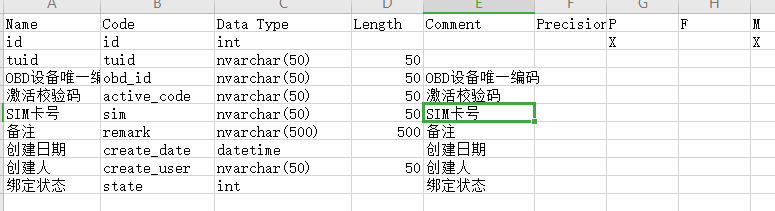 A B C D E F G H
Name Code Data Type Length Comment Precision P F M
id id int X X
tuid tuid nvarchar(50) 50
OBD设备唯一编 obd_id nvarchar(50) 50 OBD设备唯一编码
激活校验码 active_code nvarchar(50) 50 激活校验码
SIM卡号 sim nvarchar(50) 50 SIM卡号
备注 remark nvarchar(500) 500 备注
创建日期 create_date datetime 创建日期
创建人 create_user nvarchar(50) 50 创建人
绑定状态 state int 绑定状态